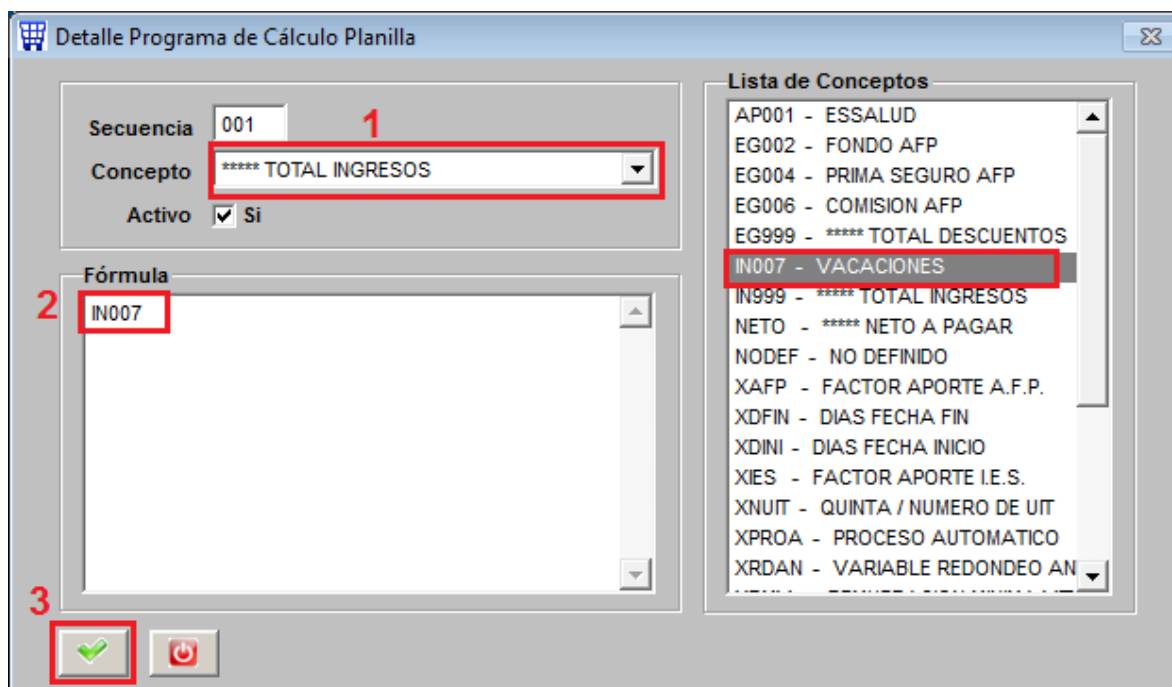 Detalle Programa de Cálculo Planilla
Secuencia 001
1
Concepto ***** TOTAL INGRESOS
Activo Si
Fórmula
2
IN007
3
Lista de Conceptos
AP001 - ESSALUD
EG002 - FONDO AFP
EG004 - PRIMA SEGURO AFP
EG006 - COMISION AFP
EG999 - ***** TOTAL DESCUENTOS
IN007 - VACACIONES
IN999 - ***** TOTAL INGRESOS
NETO - ***** NETO A PAGAR
NODEF - NO DEFINIDO
XAFP - FACTOR APORTE A.F.P.
XDFIN - DIAS FECHA FIN
XDINI - DIAS FECHA INICIO
XIES - FACTOR APORTE I.E.S.
XNUIT - QUINTA / NUMERO DE UIT
XPROA - PROCESO AUTOMATICO
XRDAN - VARIABLE REDONDEO AN